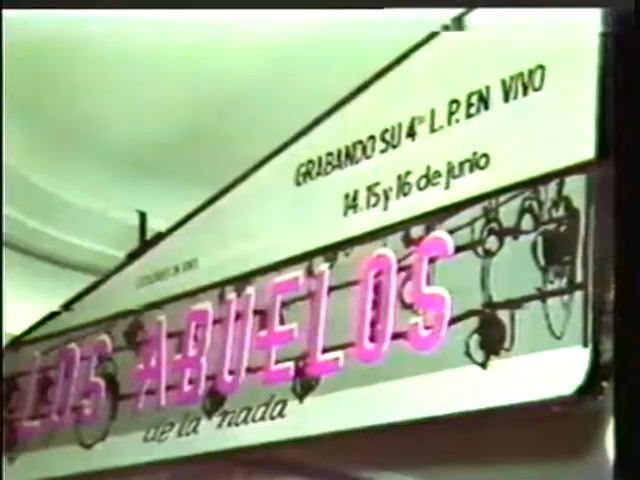 GRABANDO SU 4º L.P. EN VIVO
14.15 y 16 de junio
LOS ABUELOS
de la nada